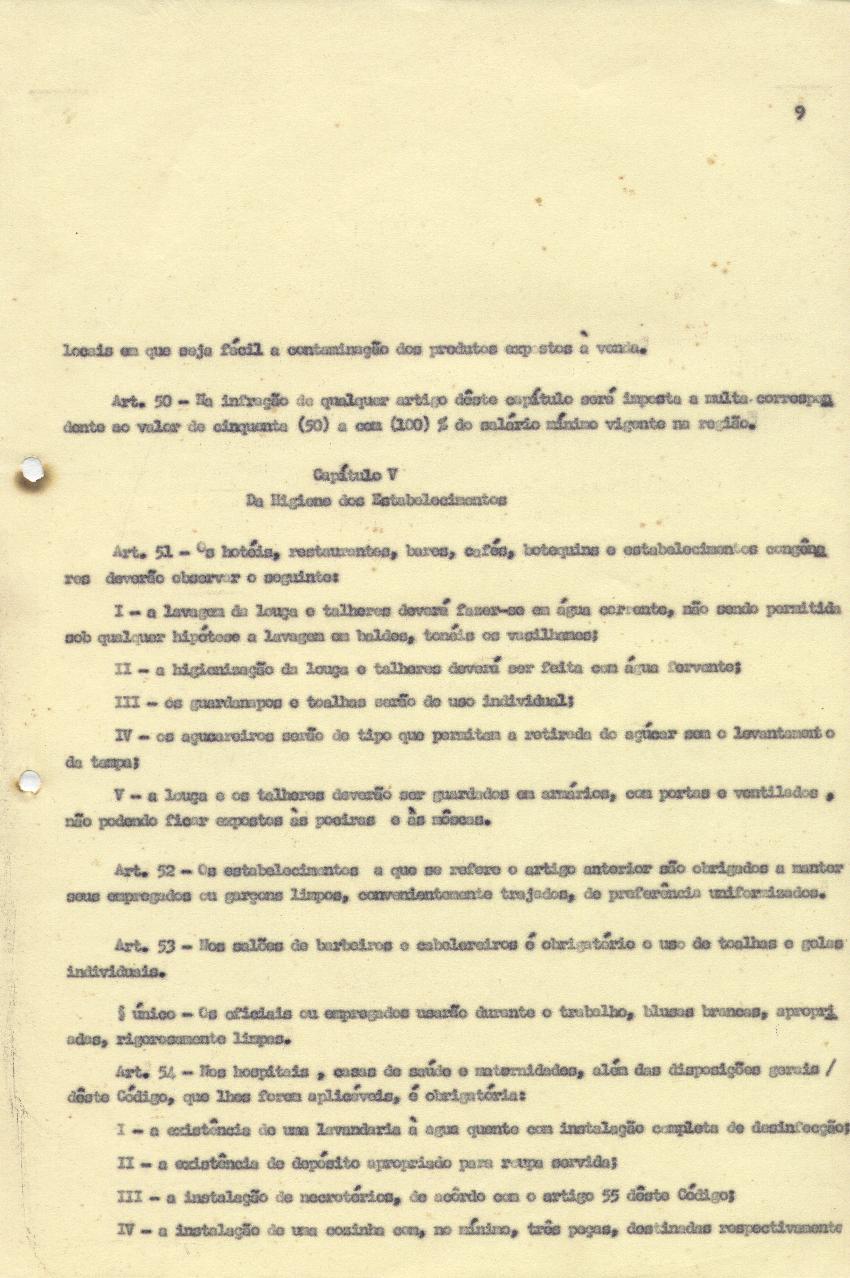 9
locais em que seja fácil a contaminação dos produtos expostos à venda.
Art. 50 - Na infração de qualquer artigo dêste capítulo será imposta a multa correspon
dente ao valor de cinquenta (50) a cem (100) % do salário mínimo vigente na região.
Capítulo V
Da Higiene dos Estabelecimentos
Art. 51 - Os hotéis, restaurantes, bares, cafés, botequins e estabelecimentos congêne
res deverão observar o seguinte:
I - a lavagem da louça e talheres deverá fazer-se em água corrente, não sendo permitida
sob qualquer hipótese a lavagem em baldes, tonéis os vasilhames;
II - a higienização da louça e talheres deverá ser feita com água fervente;
III - os guardanapos e toalhas serão de uso individual;
IV - os açucareiros serão de tipo que permitam a retirada do açúcar sem o levantamento
da tampa;
V - a louça e os talheres deverão ser guardados em armários, com portas e ventilados ,
não podendo ficar expostos às poeiras e às môscas.
Art. 52 - Os estabelecimentos a que se refere o artigo anterior são obrigados a manter
seus empregados ou garçons limpos, convenientemente trajados, de preferência uniformizados.
Art. 53 - Nos salões de barbeiros e cabelereiros é obrigatório o uso de toalhas e golas
individuais.
§ único - Os oficiais ou empregados usarão durante o trabalho, blusas brancas, apropri
adas, rigorosamente limpas.
Art. 54 - Nos hospitais , casas de saúde e maternidades, além das disposições gerais /
dêste Código, que lhes forem aplicáveis, é obrigatória:
I - a existência de uma lavandaria à agua quente com instalação completa de desinfecção;
II - a existência de depósito apropriado para roupa servida;
III - a instalação de necrotérios, de acôrdo com o artigo 55 dêste Código;
IV - a instalação de uma cozinha com, no mínimo, três peças, destinadas respectivamente